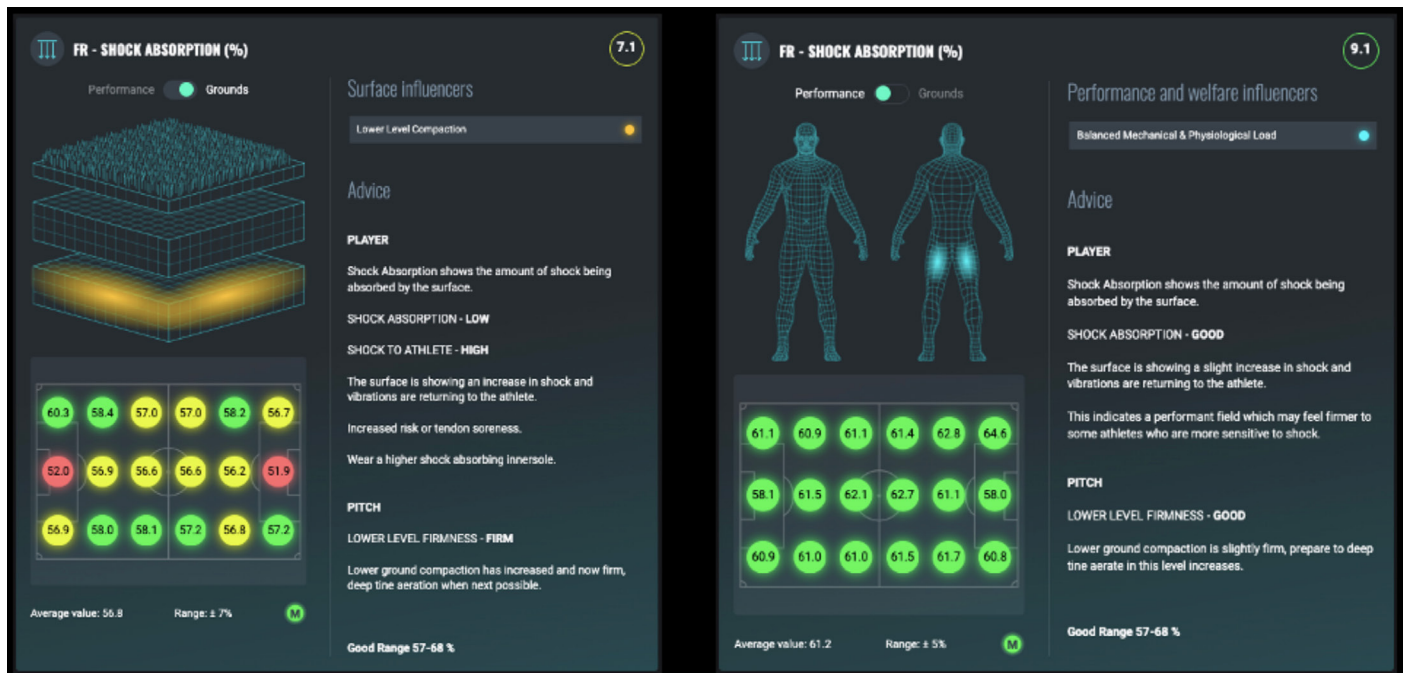 FR - SHOCK ABSORPTION (%)
7.1
Performance
Grounds
Surface influencers
Lower Level Compaction
Advice
PLAYER
Shock Absorption shows the amount of shock being
absorbed by the surface.
SHOCK ABSORPTION - LOW
SHOCK TO ATHLETE - HIGH
The surface is showing an increase in shock and
vibrations are returning to the athlete.
Increased risk or tendon soreness.
Wear a higher shock absorbing innersole.
PITCH
LOWER LEVEL FIRMNESS - FIRM
Lower ground compaction has increased and now firm,
deep tine aeration when next possible.
Good Range 57-68 %
60.3 58.4 57.0 57.0 58.2 56.7
52.0 56.9 56.6 56.6 56.2 51.9
56.9 58.0 58.1 57.2 56.8 57.2
Average value: 56.8
Range: ± 7%
M
FR - SHOCK ABSORPTION (%)
9.1
Performance
Grounds
Performance and welfare influencers
Balanced Mechanical & Physiological Load
Advice
PLAYER
Shock Absorption shows the amount of shock being
absorbed by the surface.
SHOCK ABSORPTION - GOOD
The surface is showing a slight increase in shock and
vibrations are returning to the athlete.
This indicates a performant field which may feel firmer to
some athletes who are more sensitive to shock.
PITCH
LOWER LEVEL FIRMNESS - GOOD
Lower ground compaction is slightly firm, prepare to deep
tine aerate in this level increases.
Good Range 57-68 %
61.1 60.9 61.1 61.4 62.8 64.6
58.1 61.5 62.1 62.7 61.1 58.0
60.9 61.0 61.0 61.5 61.7 60.8
Average value: 61.2
Range: ± 5%
M